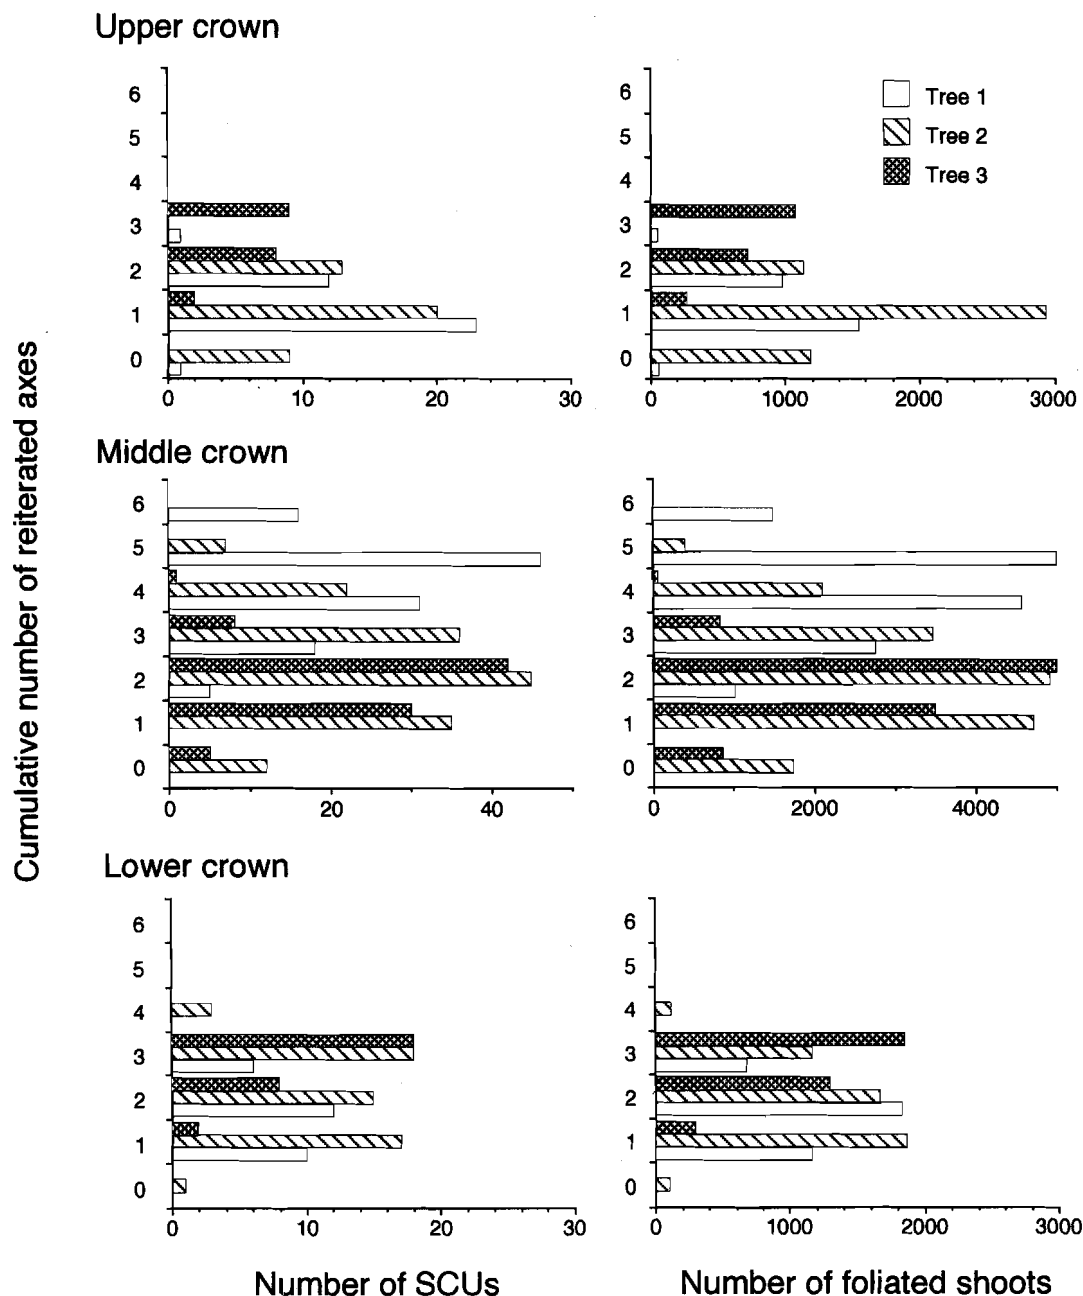 Upper crown
6
5
4
3
2
1
0
0 10 20 30
6
5
4
3
2
1
0
0 1000 2000 3000
Tree 1
Tree 2
Tree 3
Cumulative number of reiterated axes
Middle crown
6
5
4
3
2
1
0
0 20 40
6
5
4
3
2
1
0
0 2000 4000
Lower crown
6
5
4
3
2
1
0
0 10 20 30
6
5
4
3
2
1
0
0 1000 2000 3000
Number of SCUs
Number of foliated shoots